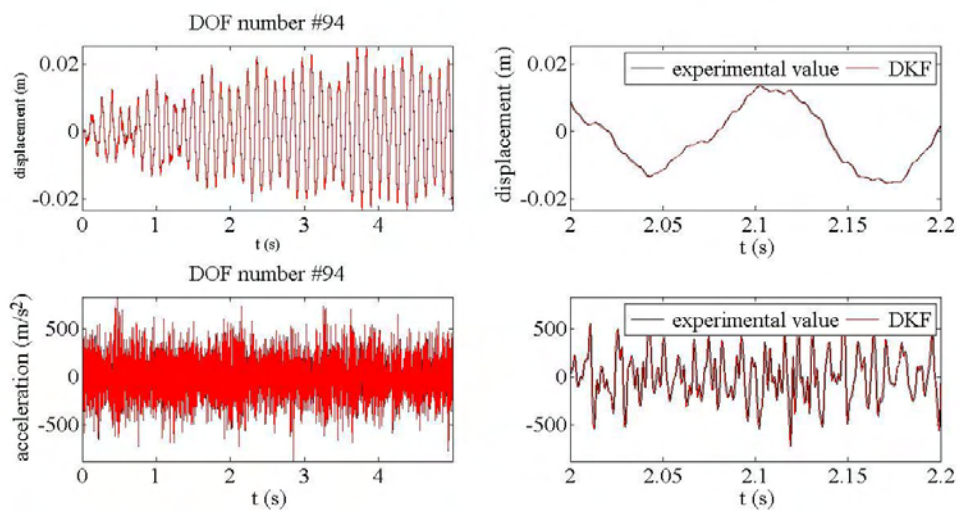 DOF number #94
displacement (m)
0.02
0
-0.02
0 1 2 3 4
t (s)
displacement (m)
0.02
0
-0.02
experimental value DKF
2 2.05 2.1 2.15 2.2
t (s)
DOF number #94
acceleration (m/s²)
500
0
-500
0 1 2 3 4
t (s)
500
0
-500
experimental value DKF
2 2.05 2.1 2.15 2.2
t (s)